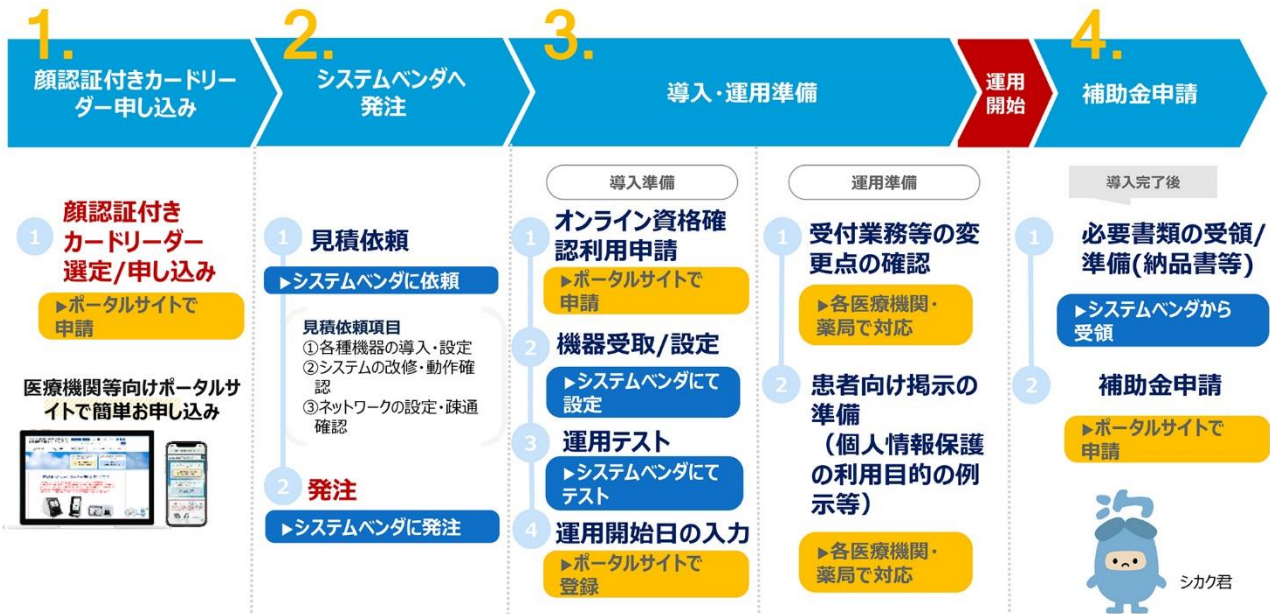 1.
顔認証付きカードリー
ダー申し込み
2.
システムベンダへ
発注
3.
導入・運用準備
運用
開始
4.
補助金申請
1
顔認証付き
カードリーダー
選定/申し込み
▶ポータルサイトで
申請
医療機関等向けポータルサ
イトで簡単お申し込み
1
見積依頼
▶システムベンダに依頼
見積依頼項目
①各種機器の導入・設定
②システムの改修・動作確
認
③ネットワークの設定・疎通
確認
2
発注
▶システムベンダに発注
導入準備
1
オンライン資格確
認利用申請
▶ポータルサイトで
申請
2
機器受取/設定
▶システムベンダにて
設定
3
運用テスト
▶システムベンダにて
テスト
4
運用開始日の入力
▶ポータルサイトで
登録
運用準備
1
受付業務等の変
更点の確認
▶各医療機関・
薬局で対応
2
患者向け掲示の
準備
（個人情報保護
の利用目的の例
示等）
▶各医療機関・
薬局で対応
導入完了後
1
必要書類の受領/
準備(納品書等)
▶システムベンダから
受領
2
補助金申請
▶ポータルサイトで
申請
シカク君